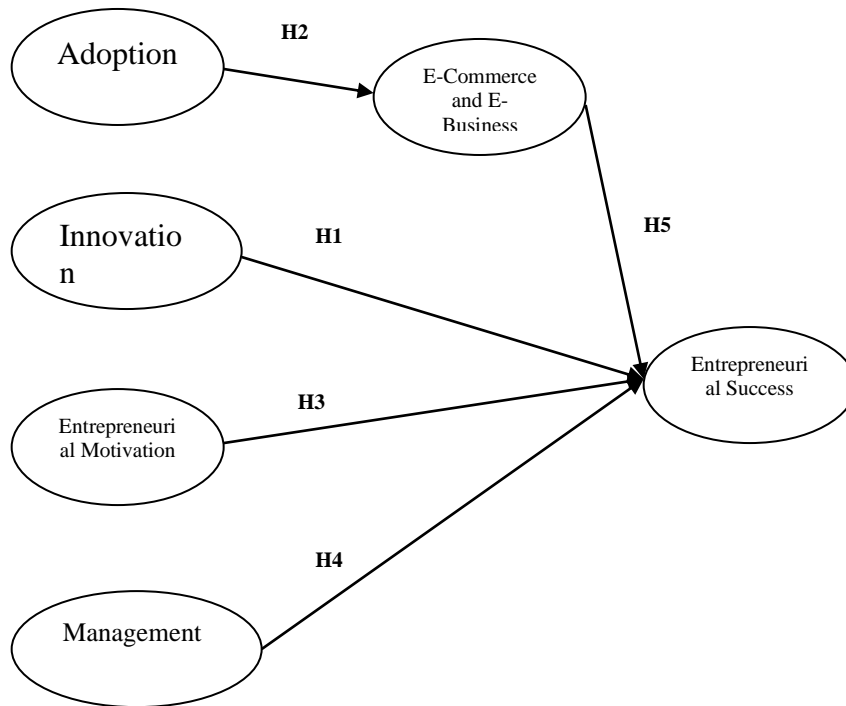 H2
Adoption
E-Commerce
and E-
Business
H5
H1
Innovatio
n
Entrepreneuri
al Success
H3
Entrepreneuri
al Motivation
H4
Management